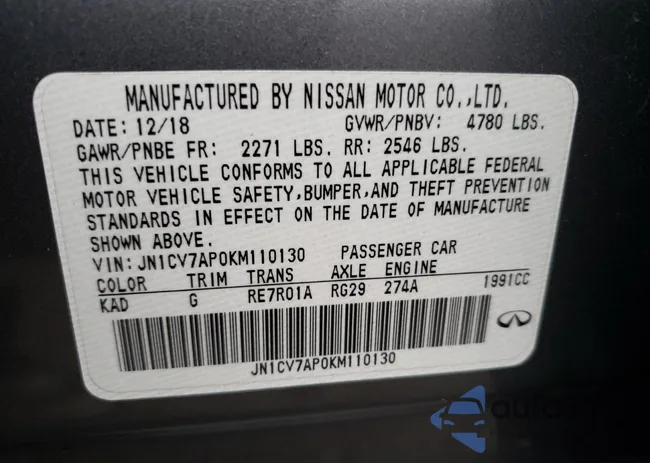 MANUFACTURED BY NISSAN MOTOR CO.,LTD.
DATE: 12/18 GVWR/PNBV: 4780 LBS.
GAWR/PNBE FR: 2271 LBS. RR: 2546 LBS.
THIS VEHICLE CONFORMS TO ALL APPLICABLE FEDERAL
MOTOR VEHICLE SAFETY,BUMPER,AND THEFT PREVENTION
STANDARDS IN EFFECT ON THE DATE OF MANUFACTURE
SHOWN ABOVE.
VIN: JN1CV7AP0KM110130 PASSENGER CAR
COLOR TRIM TRANS AXLE ENGINE
KAD G RE7R01A RG29 274A 1991CC
JN1CV7AP0KM110130